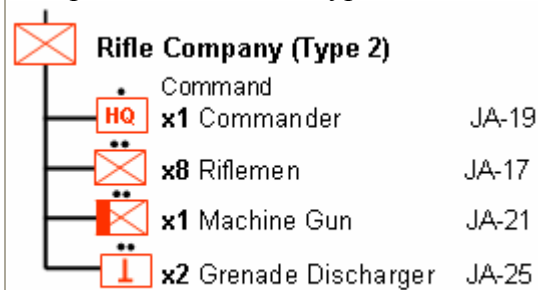 Rifle Company (Type 2)
Command
HQ x1 Commander JA-19
x8 Riflemen JA-17
x1 Machine Gun JA-21
x2 Grenade Discharger JA-25